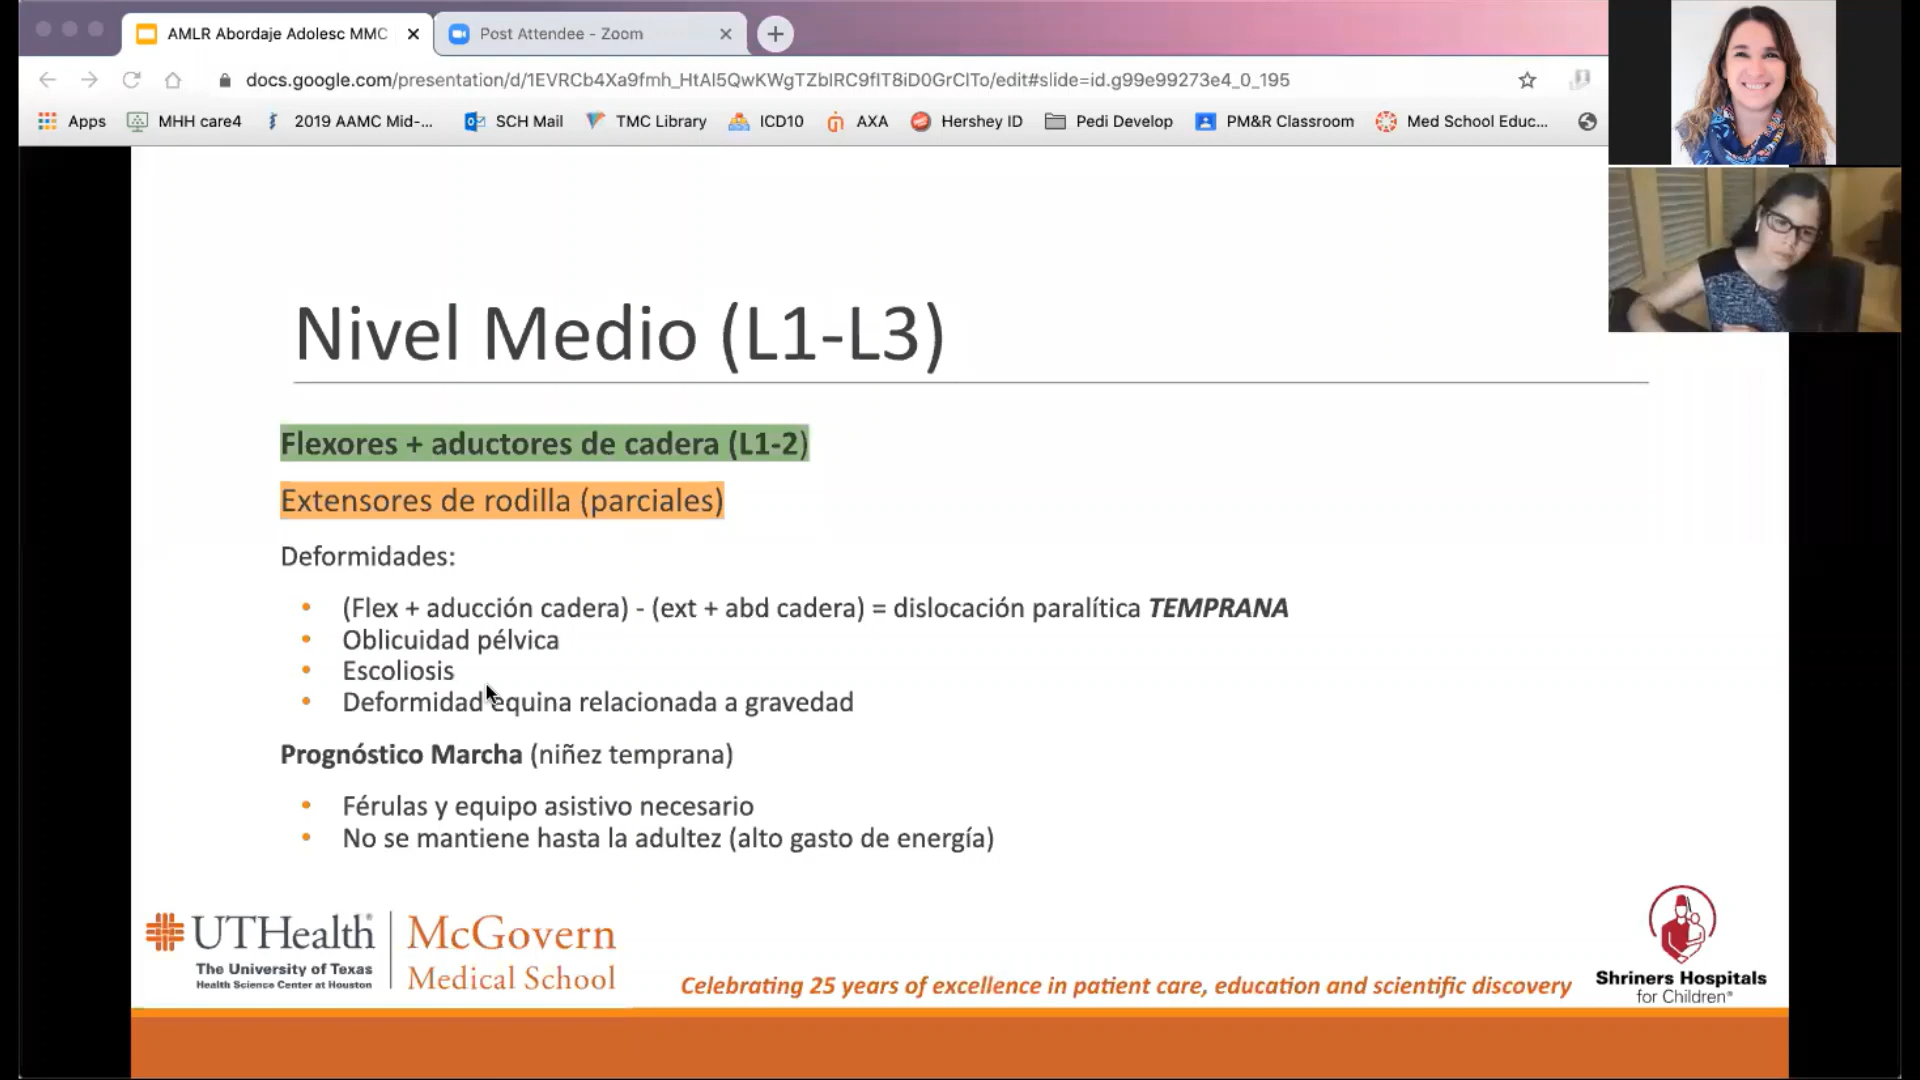 AMLR Abordaje Adolesc MMC
Post Attendee - Zoom
docs.google.com/presentation/d/1EVRCb4Xa9fmh_HtAl5QwKWgTZblRC9flT8iD0GrClTo/edit#slide=id.g99e99273e4_0_195
Apps MHH care4 2019 AAMC Mid-... SCH Mail TMC Library ICD10 AXA Hershey ID Pedi Develop PM&R Classroom Med School Educ...
Nivel Medio (L1-L3)
Flexores + aductores de cadera (L1-2)
Extensores de rodilla (parciales)
Deformidades:
• (Flex + aducción cadera) - (ext + abd cadera) = dislocación paralítica TEMPRANA
• Oblicuidad pélvica
• Escoliosis
• Deformidad equina relacionada a gravedad
Prognóstico Marcha (niñez temprana)
• Férulas y equipo asistivo necesario
• No se mantiene hasta la adultez (alto gasto de energía)
UTHealth®
The University of Texas
Health Science Center at Houston
McGovern
Medical School
Celebrating 25 years of excellence in patient care, education and scientific discovery
Shriners Hospitals
for Children®